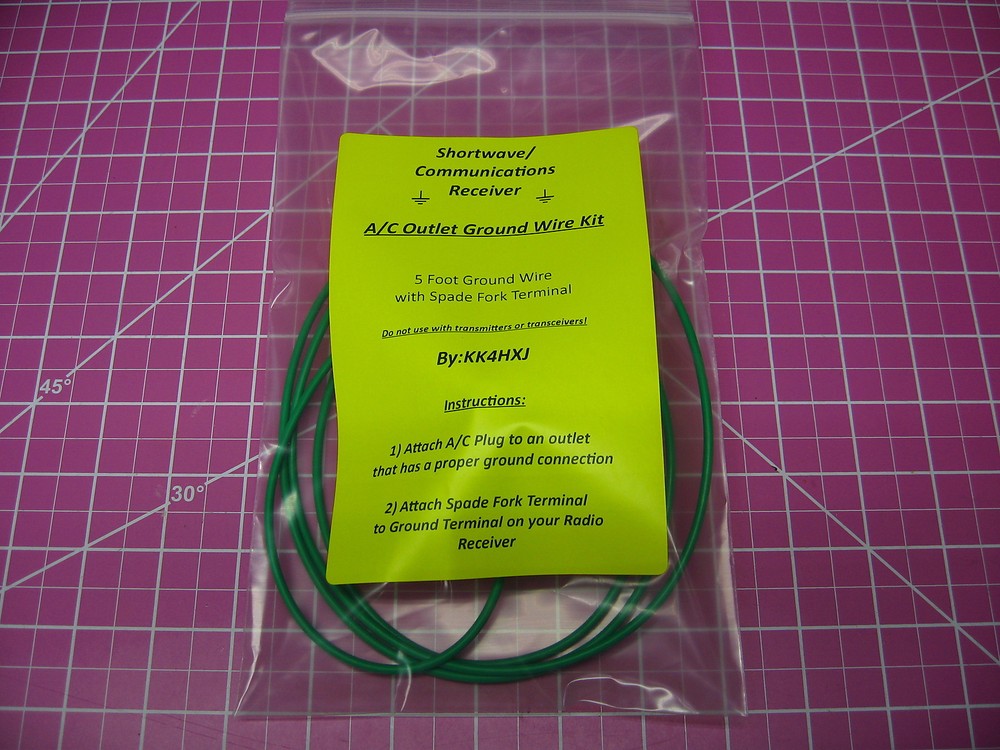 Shortwave/
Communications
Receiver
A/C Outlet Ground Wire Kit
5 Foot Ground Wire
with Spade Fork Terminal
Do not use with transmitters or transceivers!
By:KK4HXJ
Instructions:
1) Attach A/C Plug to an outlet
that has a proper ground connection
2) Attach Spade Fork Terminal
to Ground Terminal on your Radio
Receiver
45°
30°